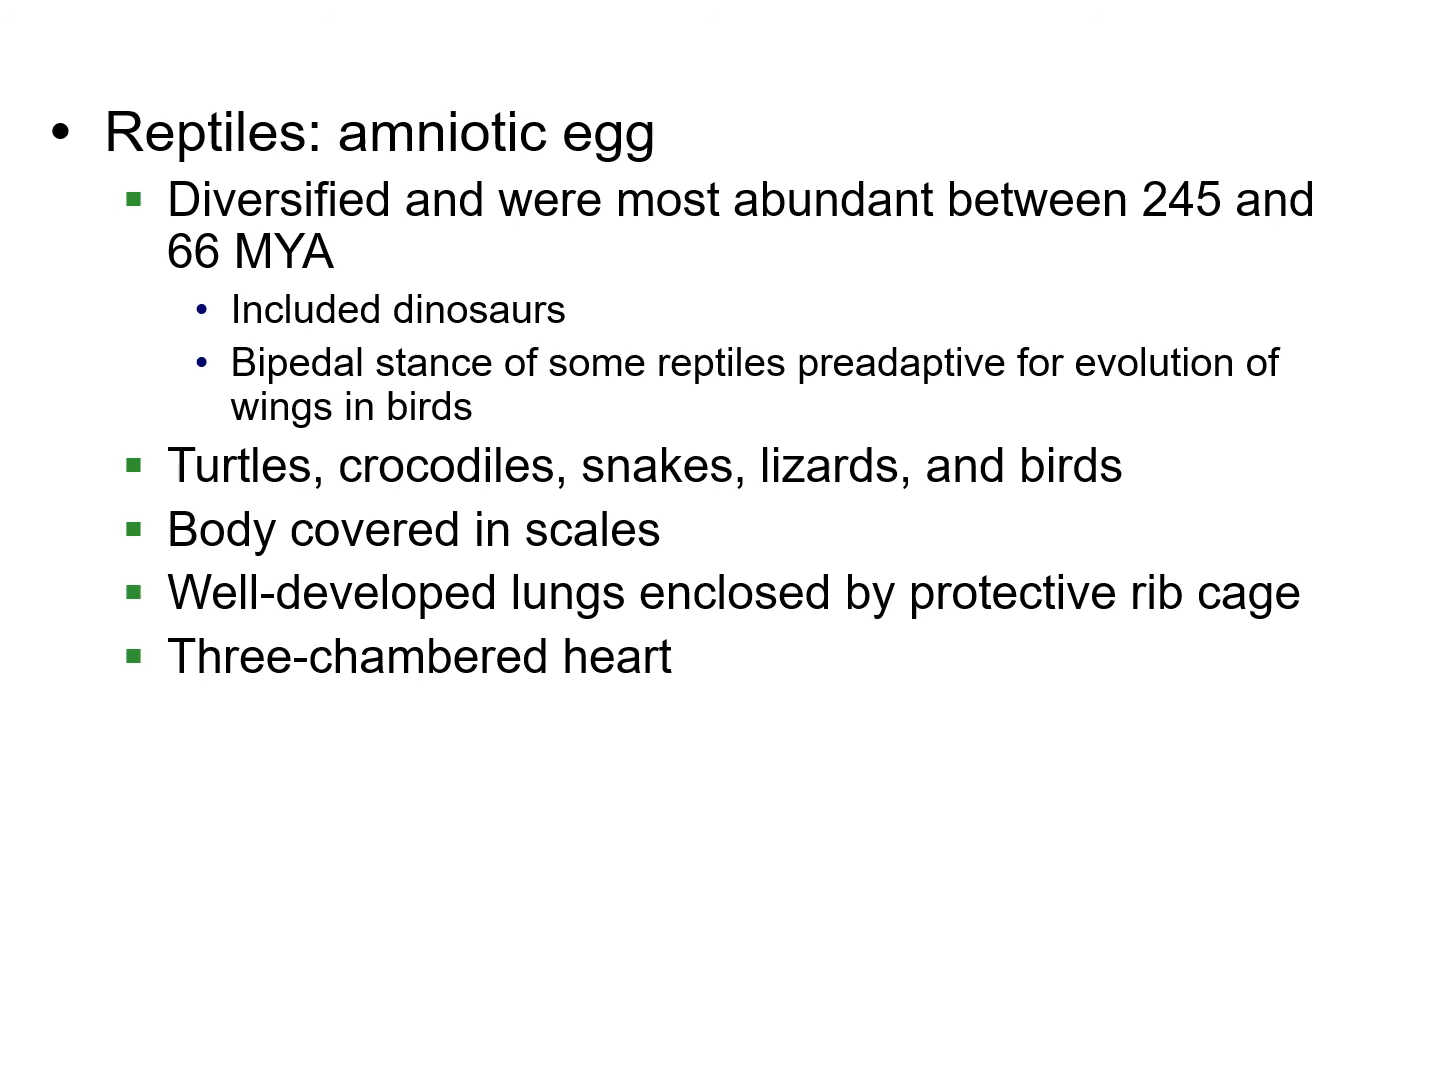 • Reptiles: amniotic egg
▪ Diversified and were most abundant between 245 and
66 MYA
• Included dinosaurs
• Bipedal stance of some reptiles preadaptive for evolution of
wings in birds
▪ Turtles, crocodiles, snakes, lizards, and birds
▪ Body covered in scales
▪ Well-developed lungs enclosed by protective rib cage
▪ Three-chambered heart